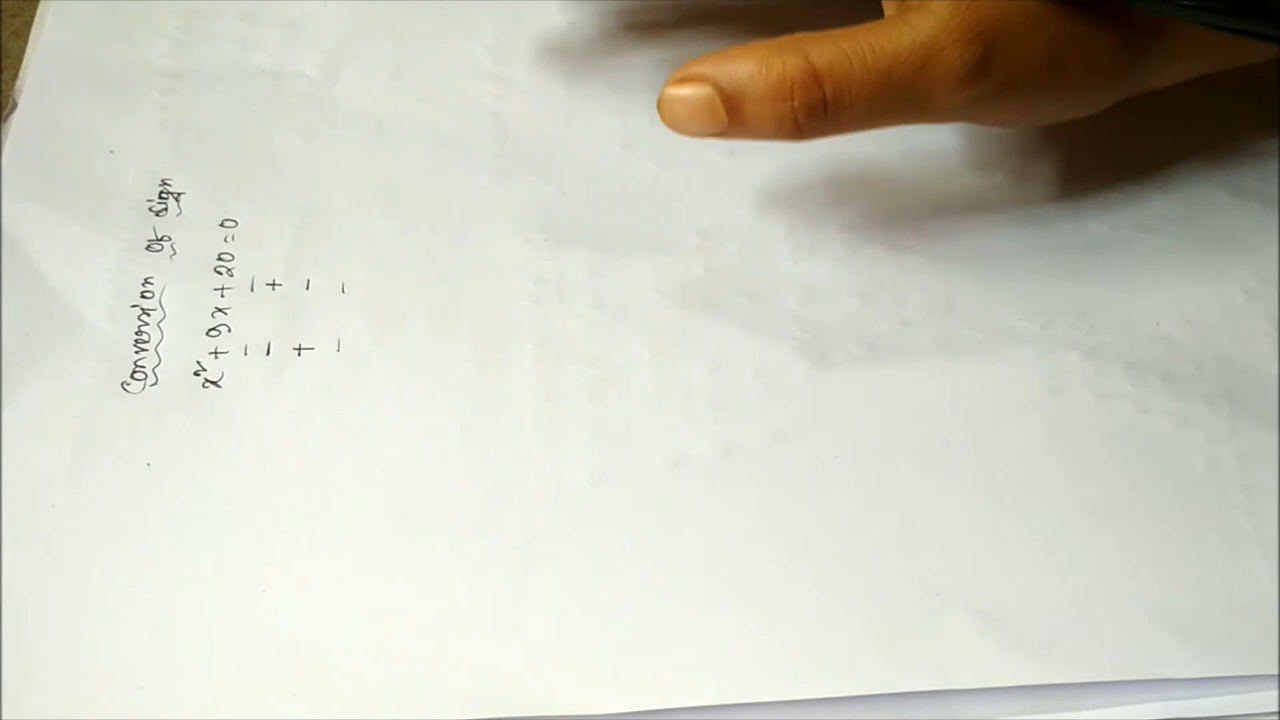 Conversion of sign
x² + 9x + 20 = 0
− −
− +
+ −
− −